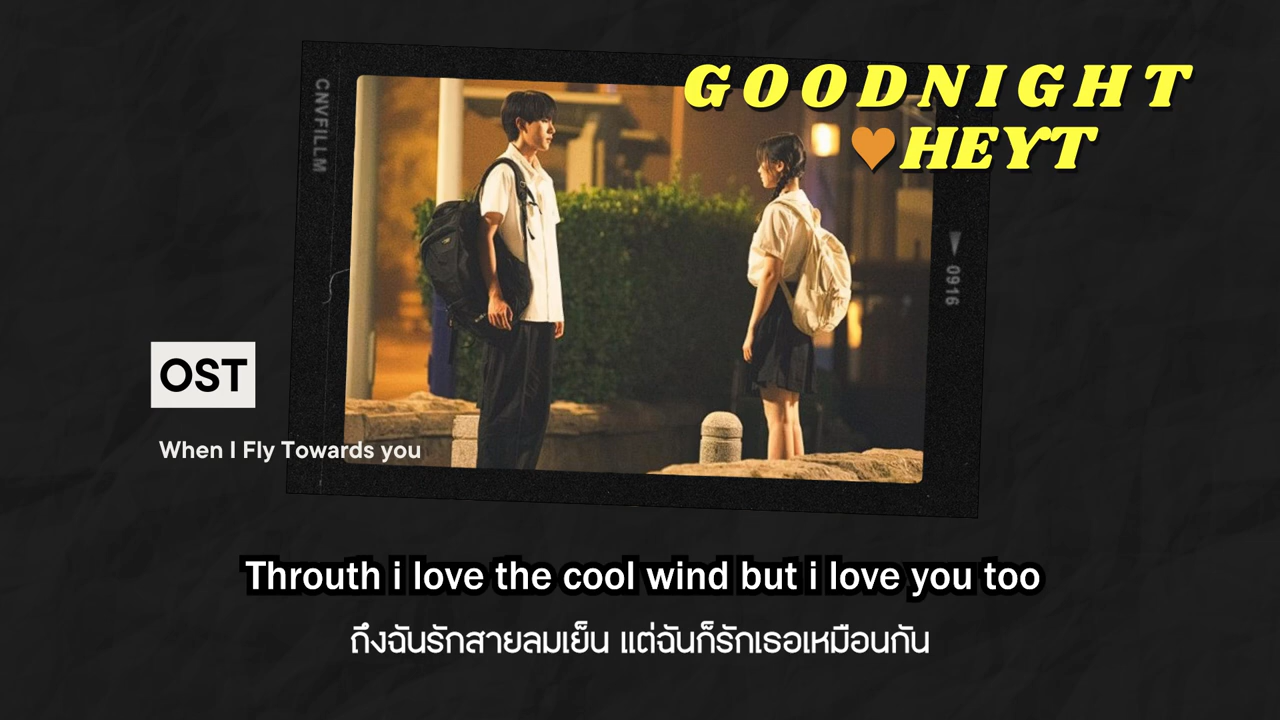 CNVFILLM
GOODNIGHT
🧡HEYT
0916
OST
When I Fly Towards you
Throuth i love the cool wind but i love you too
ถึงฉันรักสายลมเย็น แต่ฉันก็รักเธอเหมือนกัน